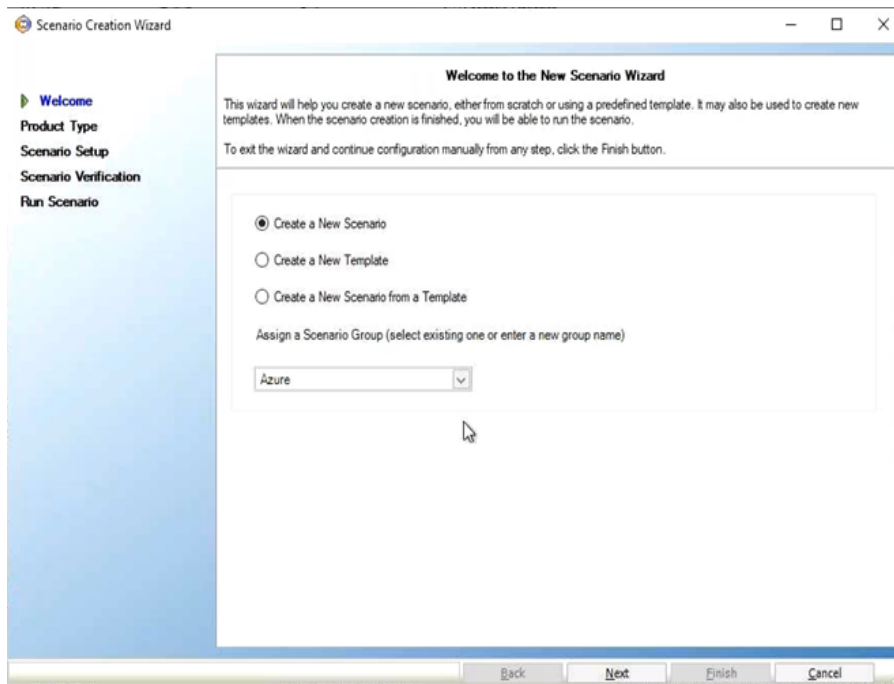 Scenario Creation Wizard
Welcome
Product Type
Scenario Setup
Scenario Verification
Run Scenario
Welcome to the New Scenario Wizard
This wizard will help you create a new scenario, either from scratch or using a predefined template. It may also be used to create new
templates. When the scenario creation is finished, you will be able to run the scenario.
To exit the wizard and continue configuration manually from any step, click the Finish button.
Create a New Scenario
Create a New Template
Create a New Scenario from a Template
Assign a Scenario Group (select existing one or enter a new group name)
Azure
Back Next Finish Cancel